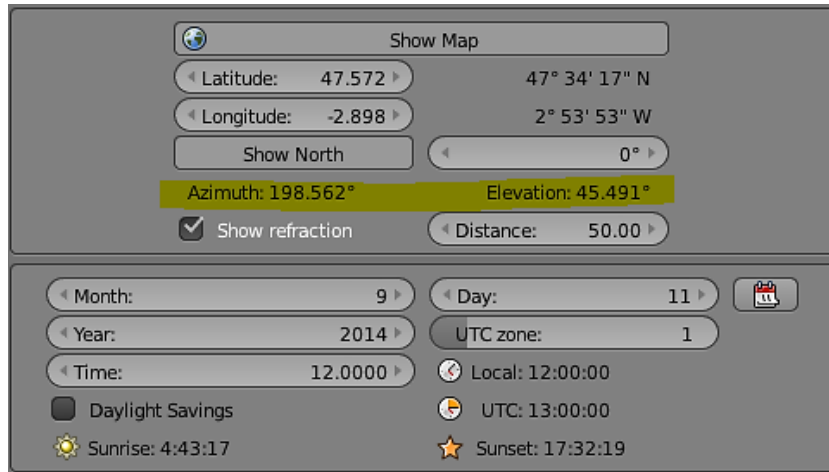 Show Map
Latitude: 47.572 47° 34' 17" N
Longitude: -2.898 2° 53' 53" W
Show North 0°
Azimuth: 198.562° Elevation: 45.491°
Show refraction Distance: 50.00
Month: 9 Day: 11
Year: 2014 UTC zone: 1
Time: 12.0000 Local: 12:00:00
Daylight Savings UTC: 13:00:00
Sunrise: 4:43:17 Sunset: 17:32:19